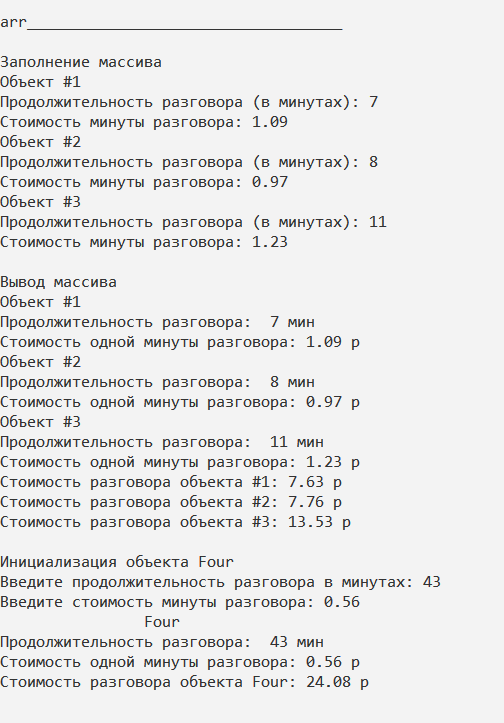 arr___________________________________
Заполнение массива
Объект #1
Продолжительность разговора (в минутах): 7
Стоимость минуты разговора: 1.09
Объект #2
Продолжительность разговора (в минутах): 8
Стоимость минуты разговора: 0.97
Объект #3
Продолжительность разговора (в минутах): 11
Стоимость минуты разговора: 1.23
Вывод массива
Объект #1
Продолжительность разговора:  7 мин
Стоимость одной минуты разговора: 1.09 р
Объект #2
Продолжительность разговора:  8 мин
Стоимость одной минуты разговора: 0.97 р
Объект #3
Продолжительность разговора:  11 мин
Стоимость одной минуты разговора: 1.23 р
Стоимость разговора объекта #1: 7.63 р
Стоимость разговора объекта #2: 7.76 р
Стоимость разговора объекта #3: 13.53 р
Инициализация объекта Four
Введите продолжительность разговора в минутах: 43
Введите стоимость минуты разговора: 0.56
Four
Продолжительность разговора:  43 мин
Стоимость одной минуты разговора: 0.56 р
Стоимость разговора объекта Four: 24.08 р